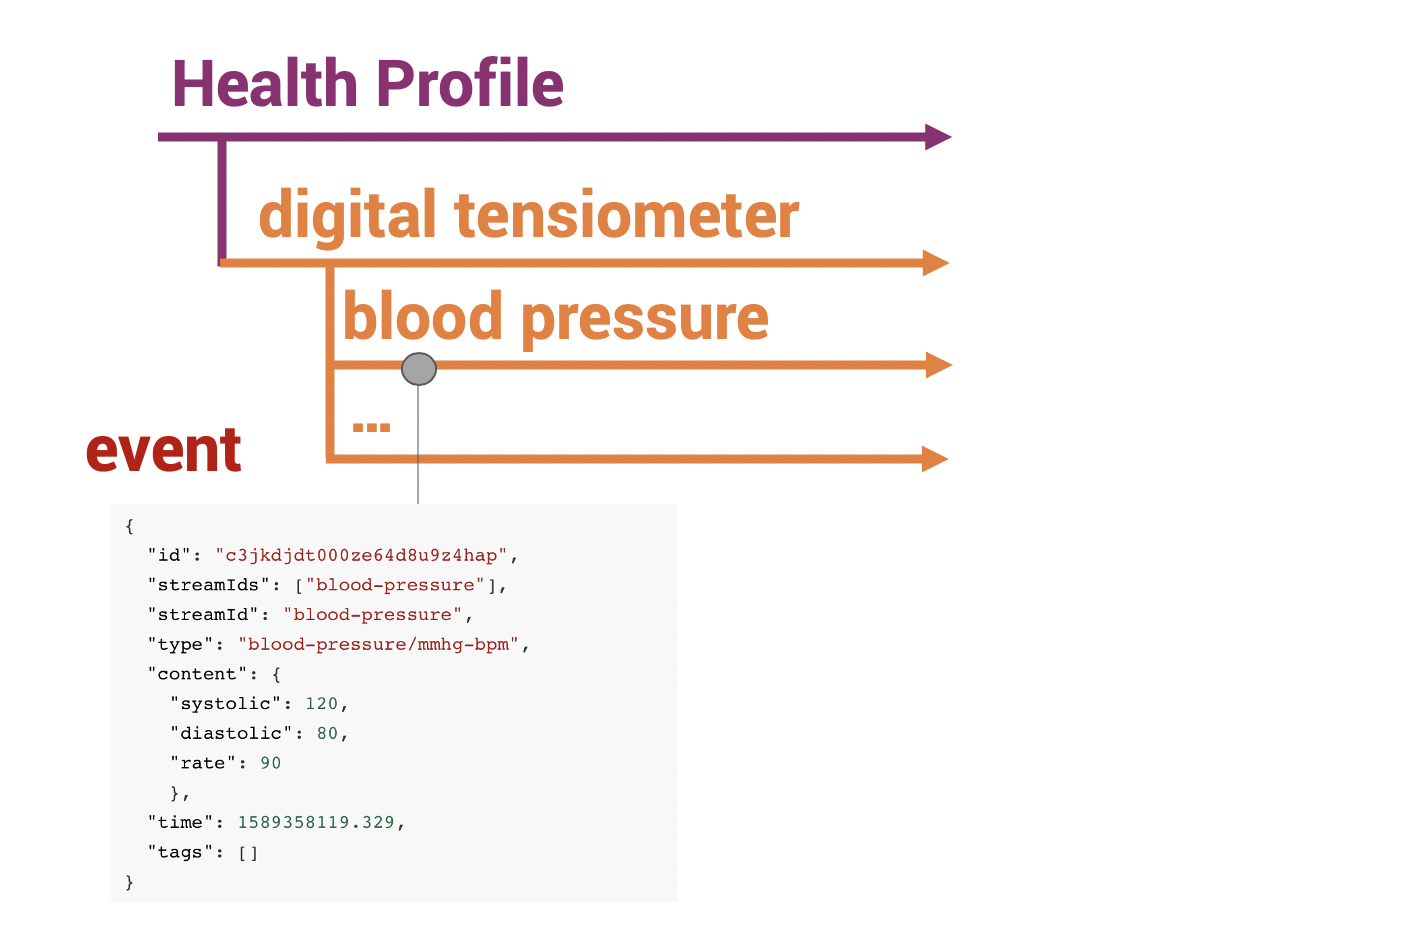 Health Profile
digital tensiometer
blood pressure
...
event
{
"id": "c3jkdjdt000ze64d8u9z4hap",
"streamIds": ["blood-pressure"],
"streamId": "blood-pressure",
"type": "blood-pressure/mmhg-bpm",
"content": {
"systolic": 120,
"diastolic": 80,
"rate": 90
},
"time": 1589358119.329,
"tags": []
}